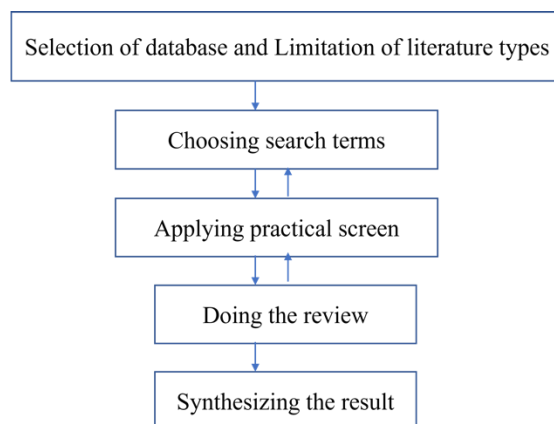 Selection of database and Limitation of literature types
Choosing search terms
Applying practical screen
Doing the review
Synthesizing the result